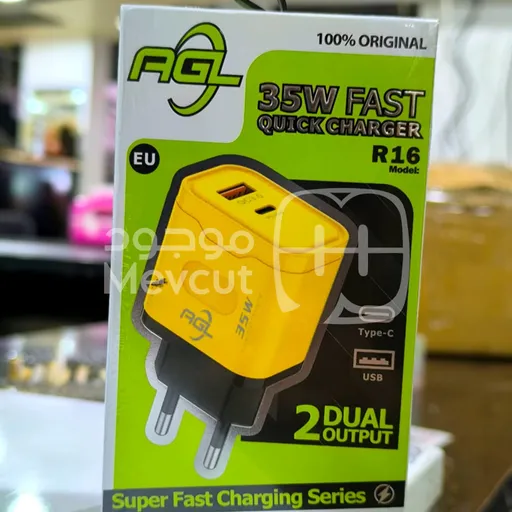 AGL
100% ORIGINAL
35W FAST
QUICK CHARGER
R16
Model:
EU
موجود
Mevcut
AGL
35W
Type-C
USB
2 DUAL
OUTPUT
Super Fast Charging Series